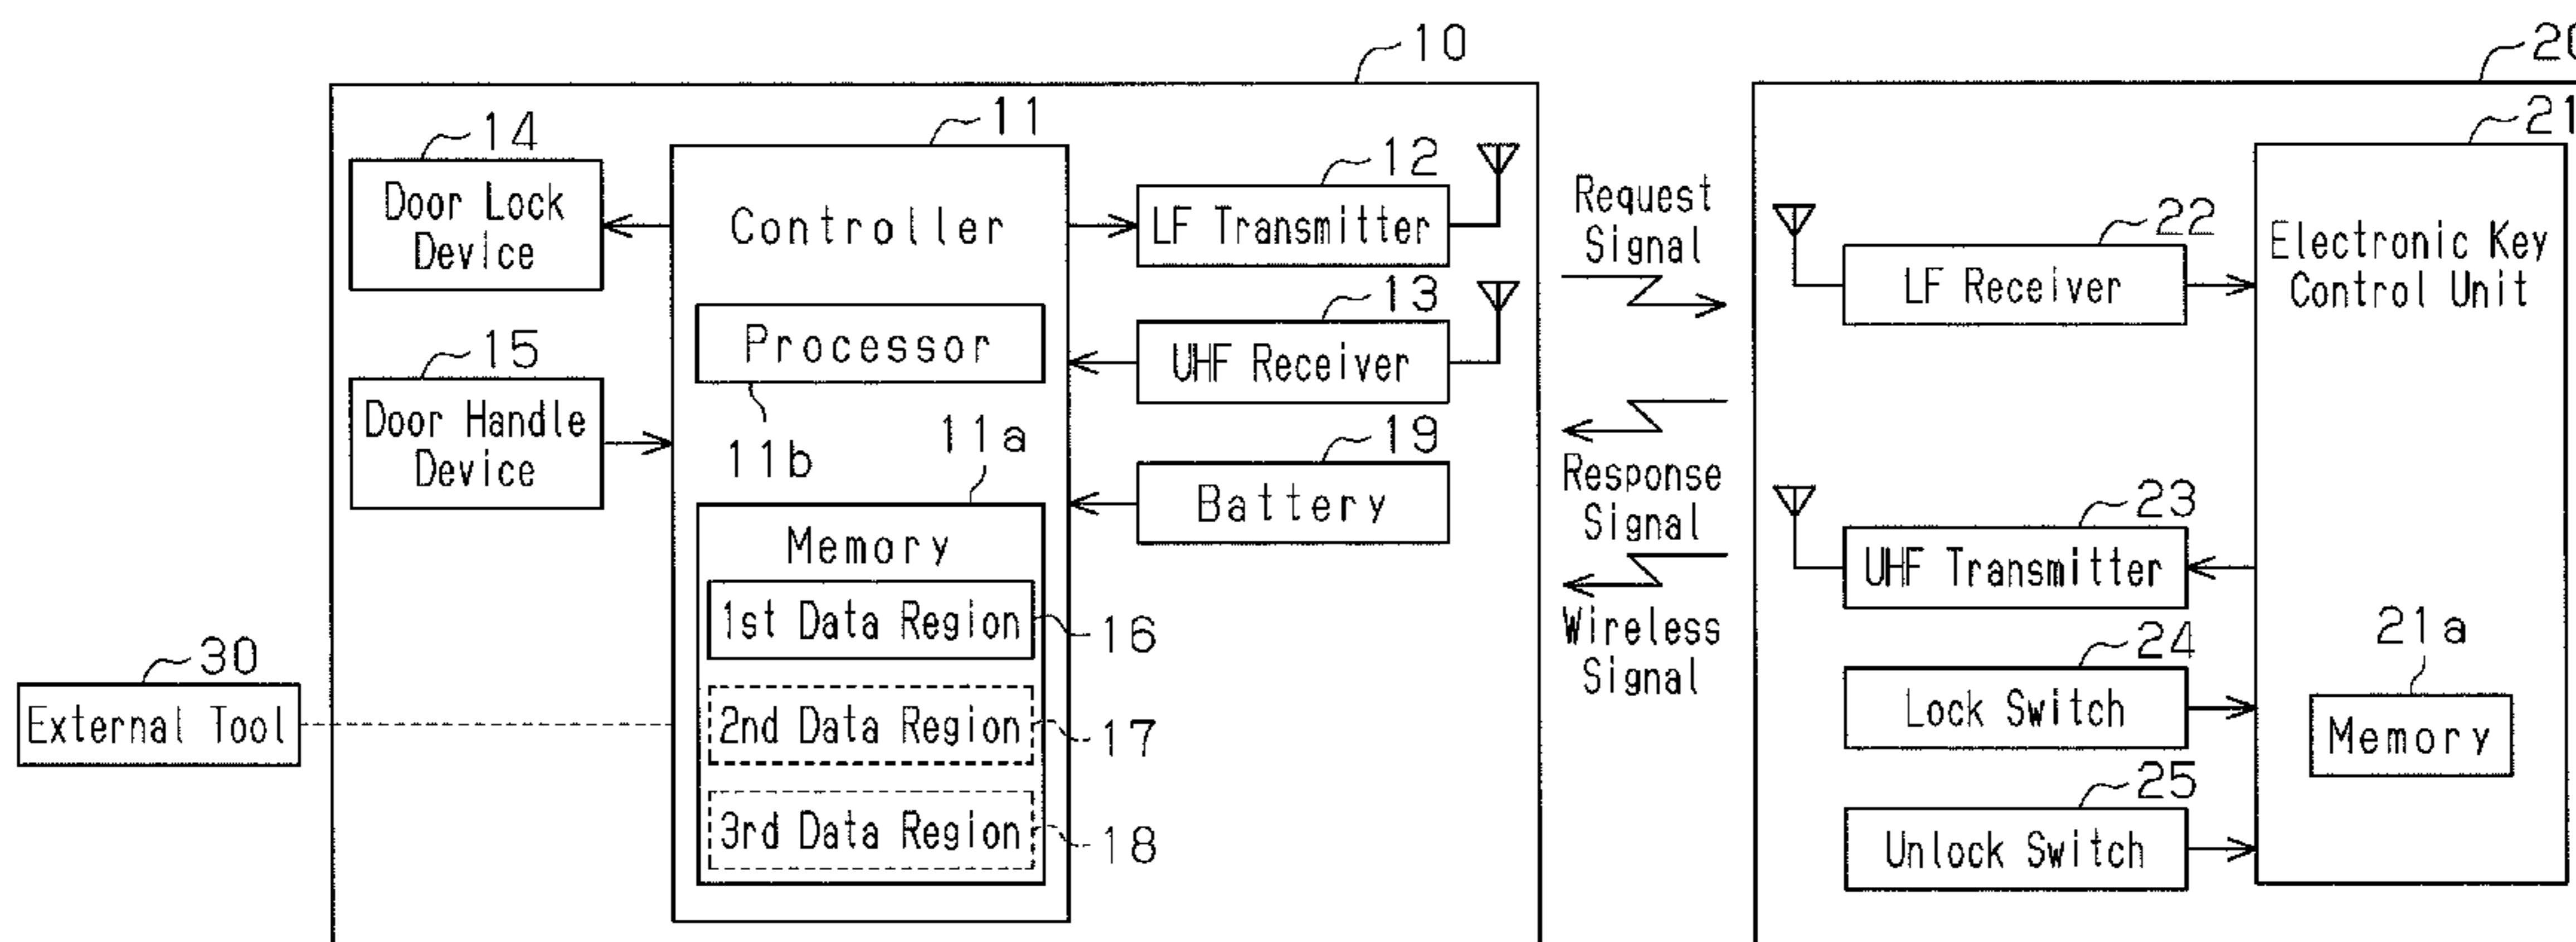 10
20
14
Door Lock
Device
15
Door Handle
Device
11
Controller
Processor
11b
11a
Memory
1st Data Region
16
2nd Data Region
17
3rd Data Region
18
12
LF Transmitter
13
UHF Receiver
19
Battery
30
External Tool
Request
Signal
Response
Signal
Wireless
Signal
21
Electronic Key
Control Unit
22
LF Receiver
23
UHF Transmitter
24
Lock Switch
25
Unlock Switch
21a
Memory